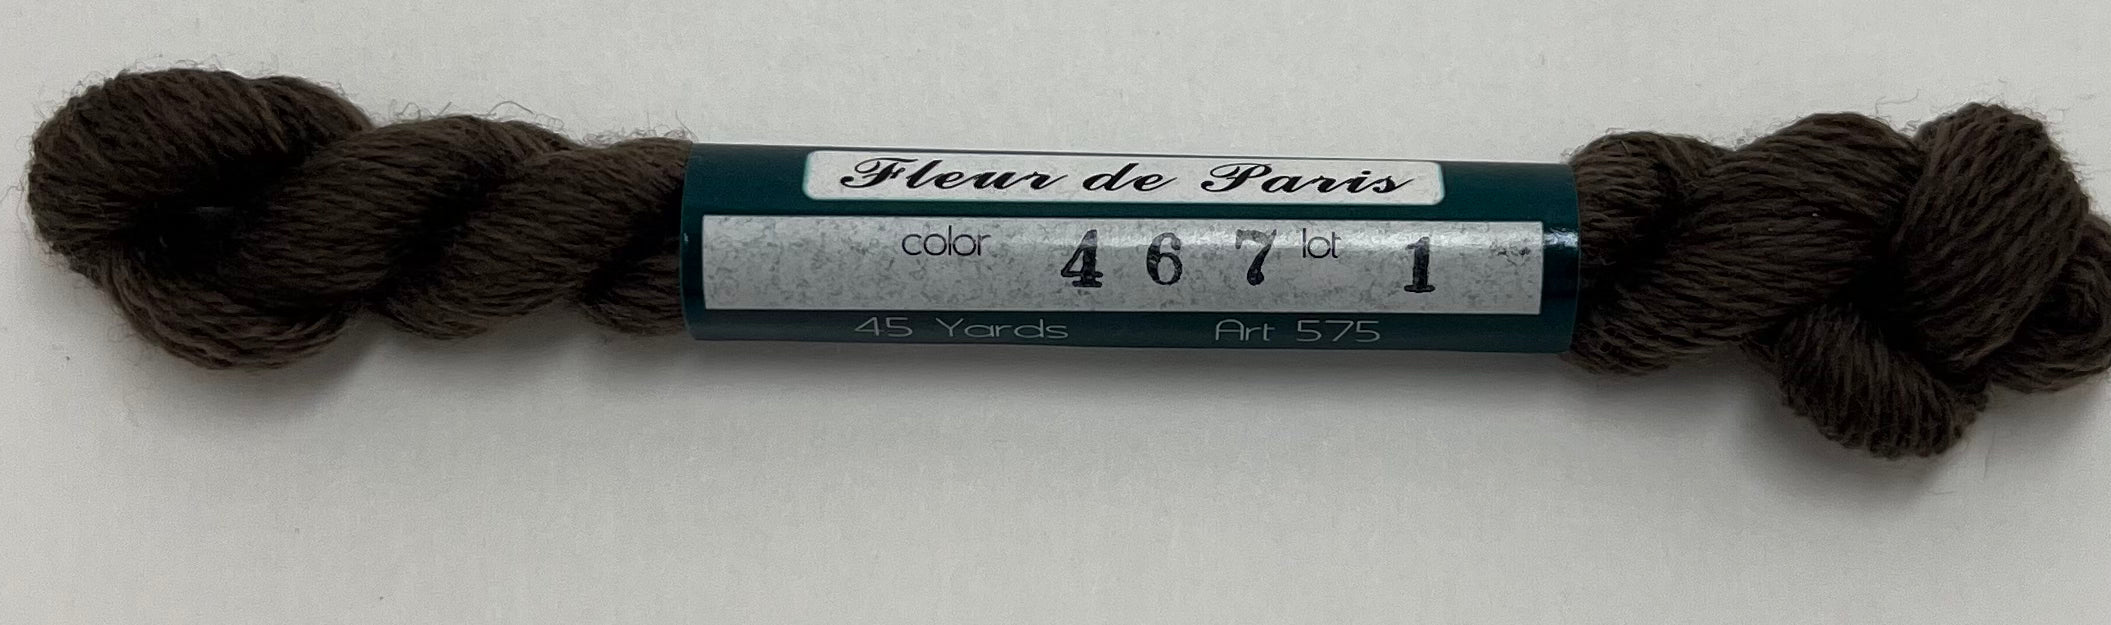 Fleur de Paris
color 4 6 7 lot 1
45 Yards Art 575